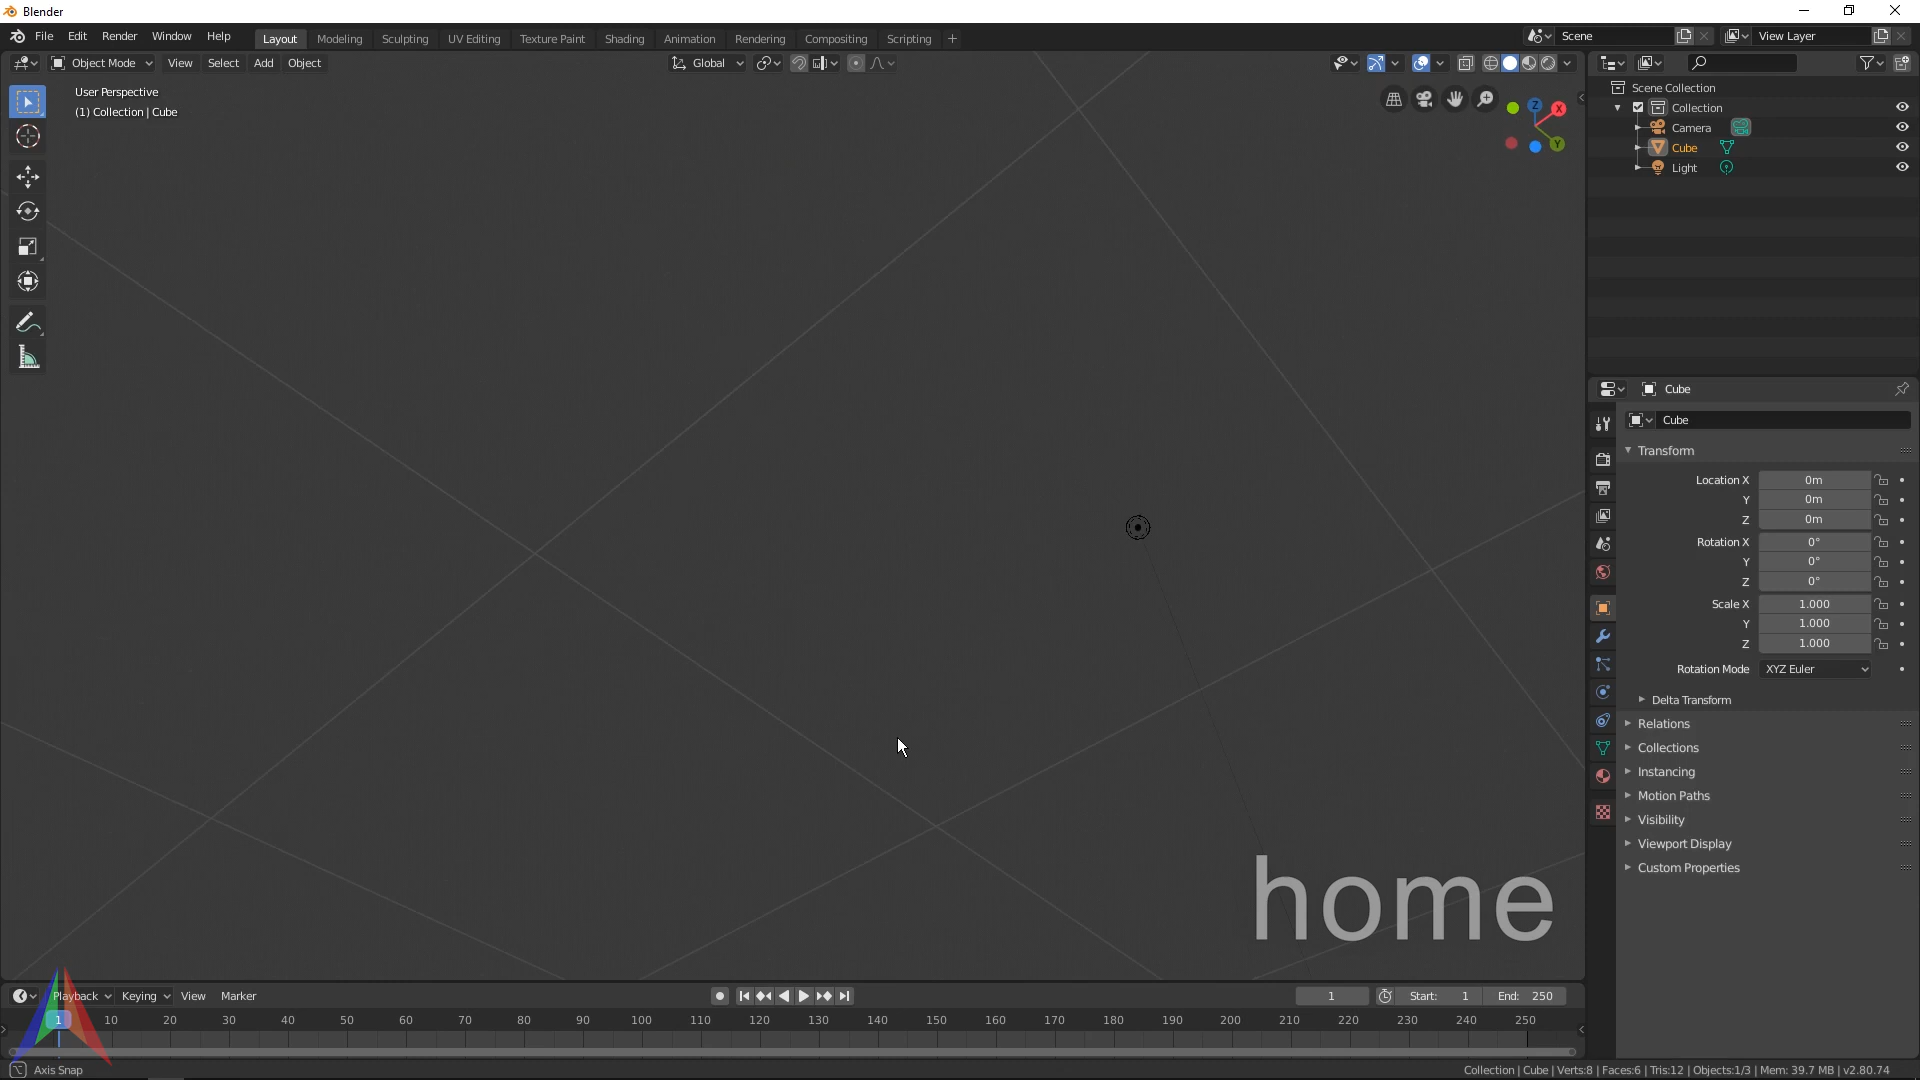 Blender
File Edit Render Window Help Layout Modeling Sculpting UV Editing Texture Paint Shading Animation Rendering Compositing Scripting + Scene View Layer
Object Mode View Select Add Object Global
User Perspective
(1) Collection | Cube
Z X
Y
Scene Collection
Collection
Camera
Cube
Light
Cube
Cube
Transform
Location X 0m
Y 0m
Z 0m
Rotation X 0°
Y 0°
Z 0°
Scale X 1.000
Y 1.000
Z 1.000
Rotation Mode XYZ Euler
Delta Transform
Relations
Collections
Instancing
Motion Paths
Visibility
Viewport Display
Custom Properties
home
Playback Keying View Marker 1 Start: 1 End: 250
1 10 20 30 40 50 60 70 80 90 100 110 120 130 140 150 160 170 180 190 200 210 220 230 240 250
Axis Snap
Collection | Cube | Verts:8 | Faces:6 | Tris:12 | Objects:1/3 | Mem: 39.7 MB | v2.80.74